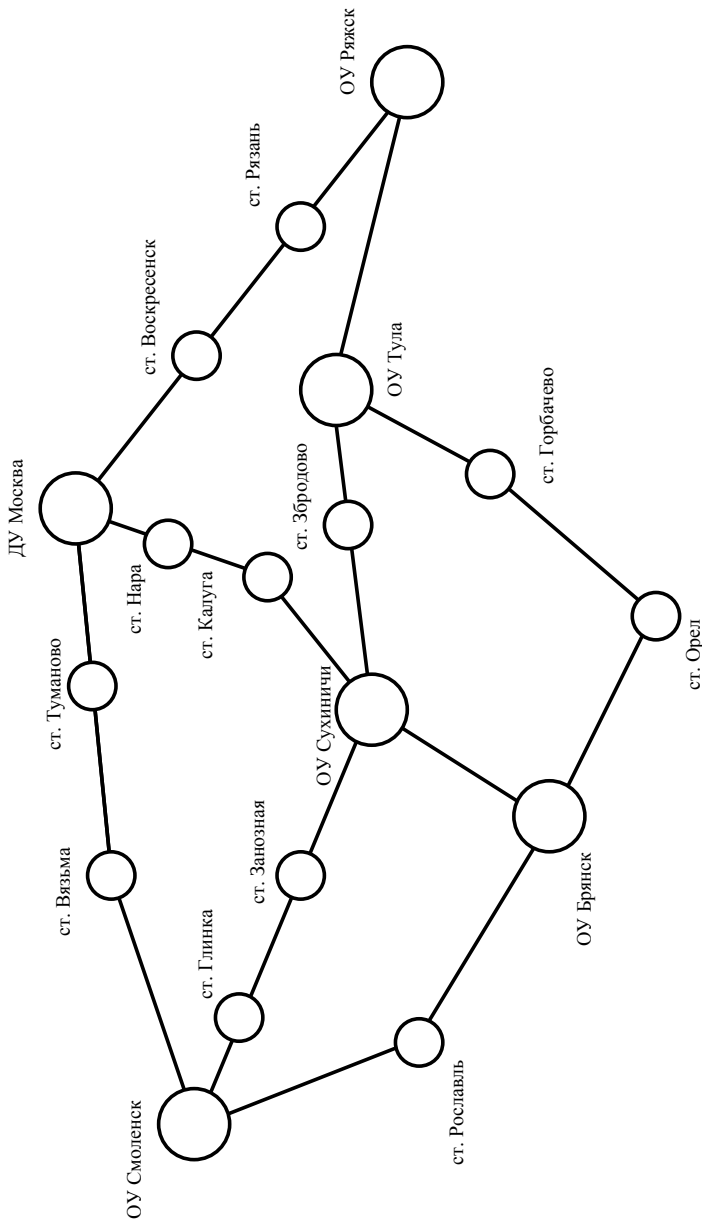 ДУ Москва
ст. Туманово
ст. Вязьма
ст. Нара
ст. Воскресенск
ст. Калуга
ст. Рязань
ОУ Смоленск
ст. Глинка
ст. Занозная
ОУ Сухиничи
ст. Збродово
ОУ Ряжск
ОУ Тула
ст. Рославль
ст. Горбачево
ОУ Брянск
ст. Орел